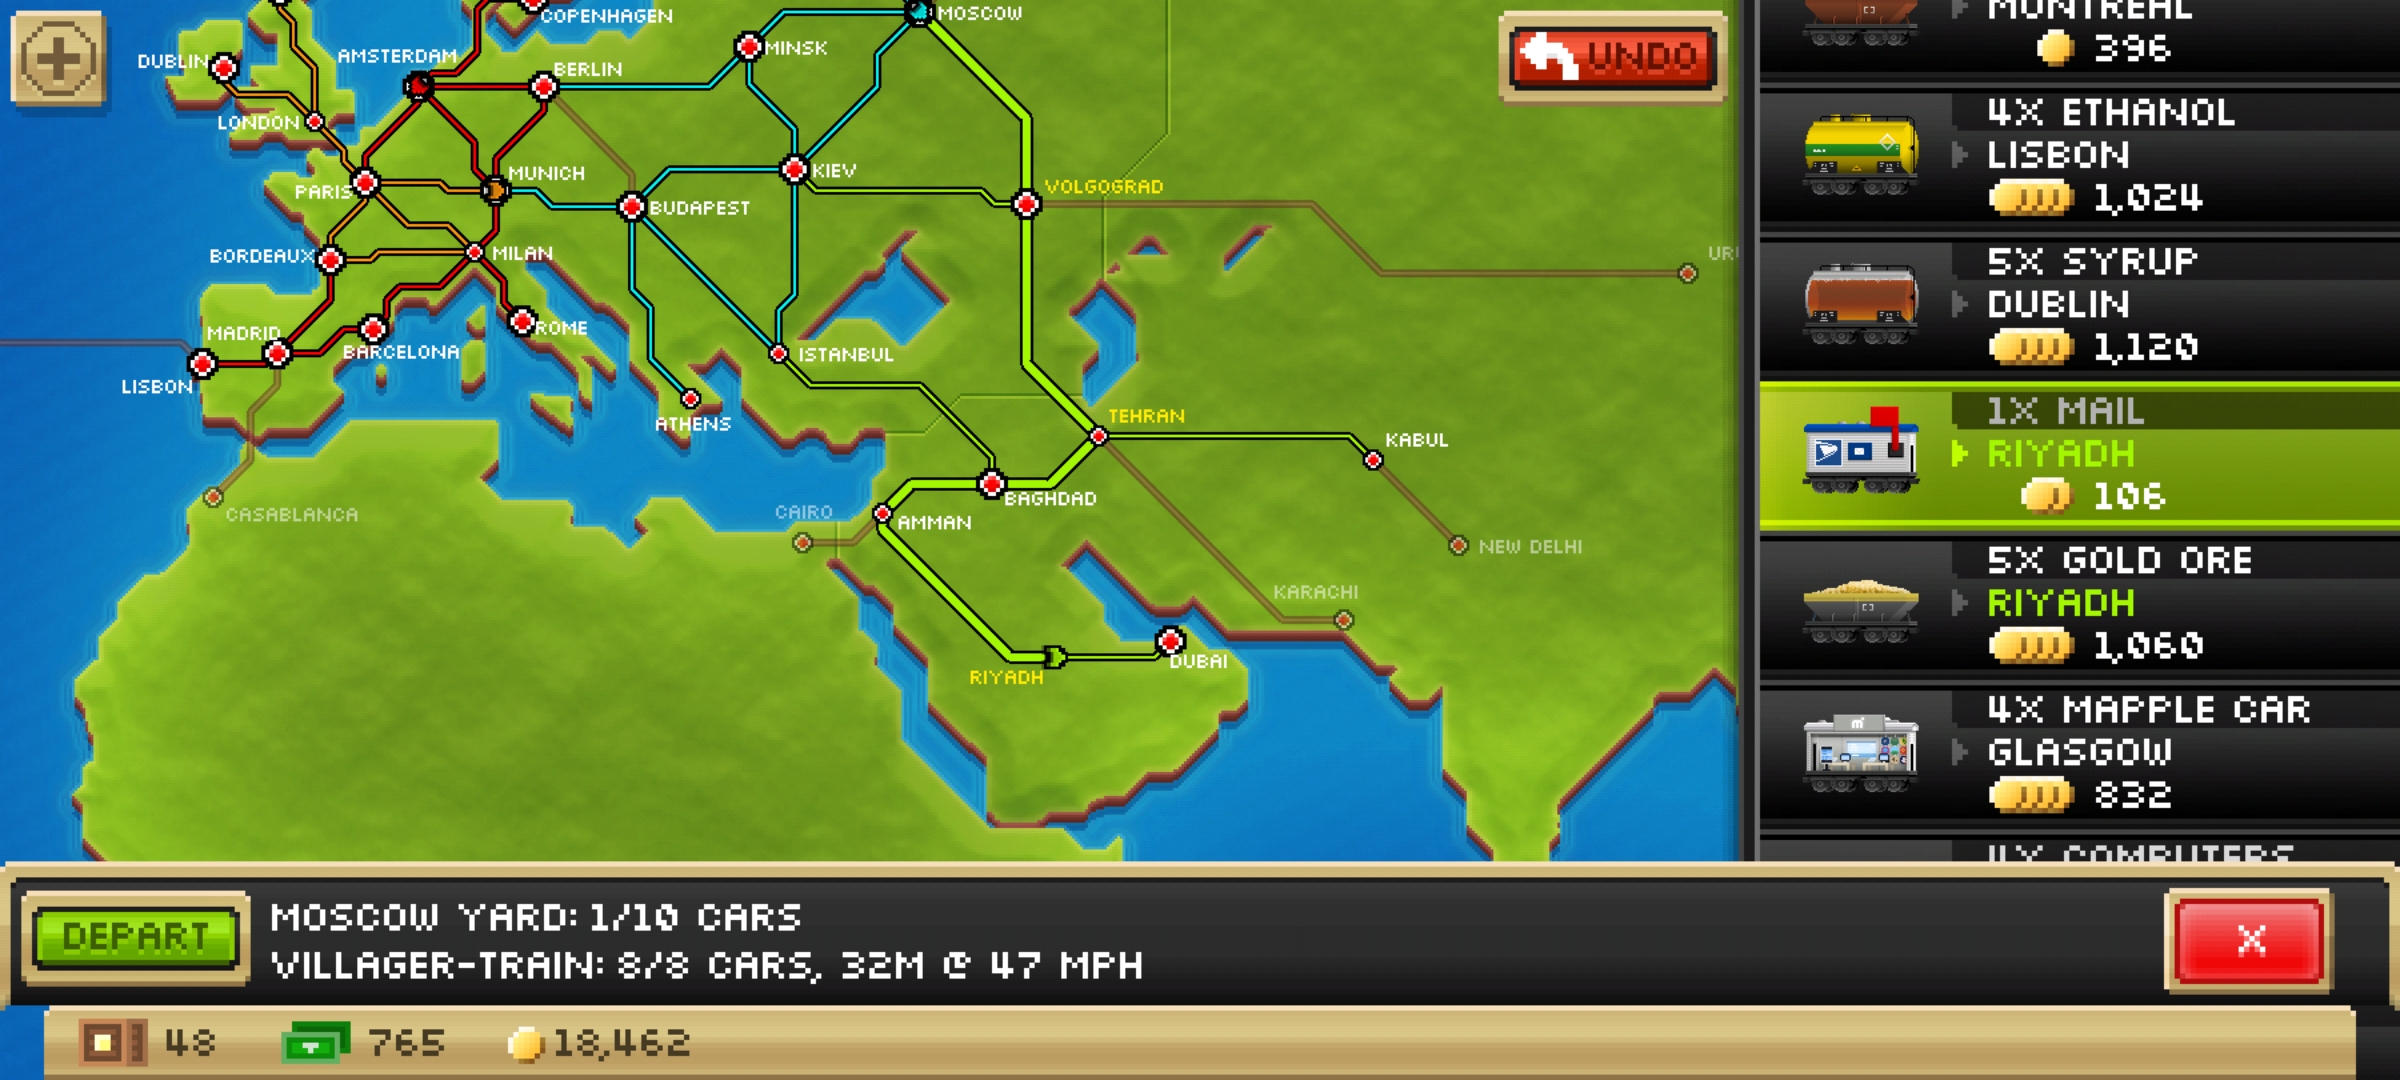 COPENHAGEN
MOSCOW
DUBLIN
AMSTERDAM
BERLIN
MINSK
UNDO
LONDON
PARIS
MUNICH
KIEV
VOLGOGRAD
BUDAPEST
BORDEAUX
MILAN
MADRID
BARCELONA
ROME
ISTANBUL
LISBON
ATHENS
TEHRAN
KABUL
CASABLANCA
CAIRO
AMMAN
BAGHDAD
NEW DELHI
KARACHI
RIYADH
DUBAI
MONTREAL
396
4X ETHANOL
LISBON
1,024
5X SYRUP
DUBLIN
1,120
1X MAIL
RIYADH
106
5X GOLD ORE
RIYADH
1,060
4X MAPPLE CAR
GLASGOW
832
4X COMPUTERS
DEPART
MOSCOW YARD: 1/10 CARS
VILLAGER-TRAIN: 8/8 CARS, 32M @ 47 MPH
X
48
765
18,462